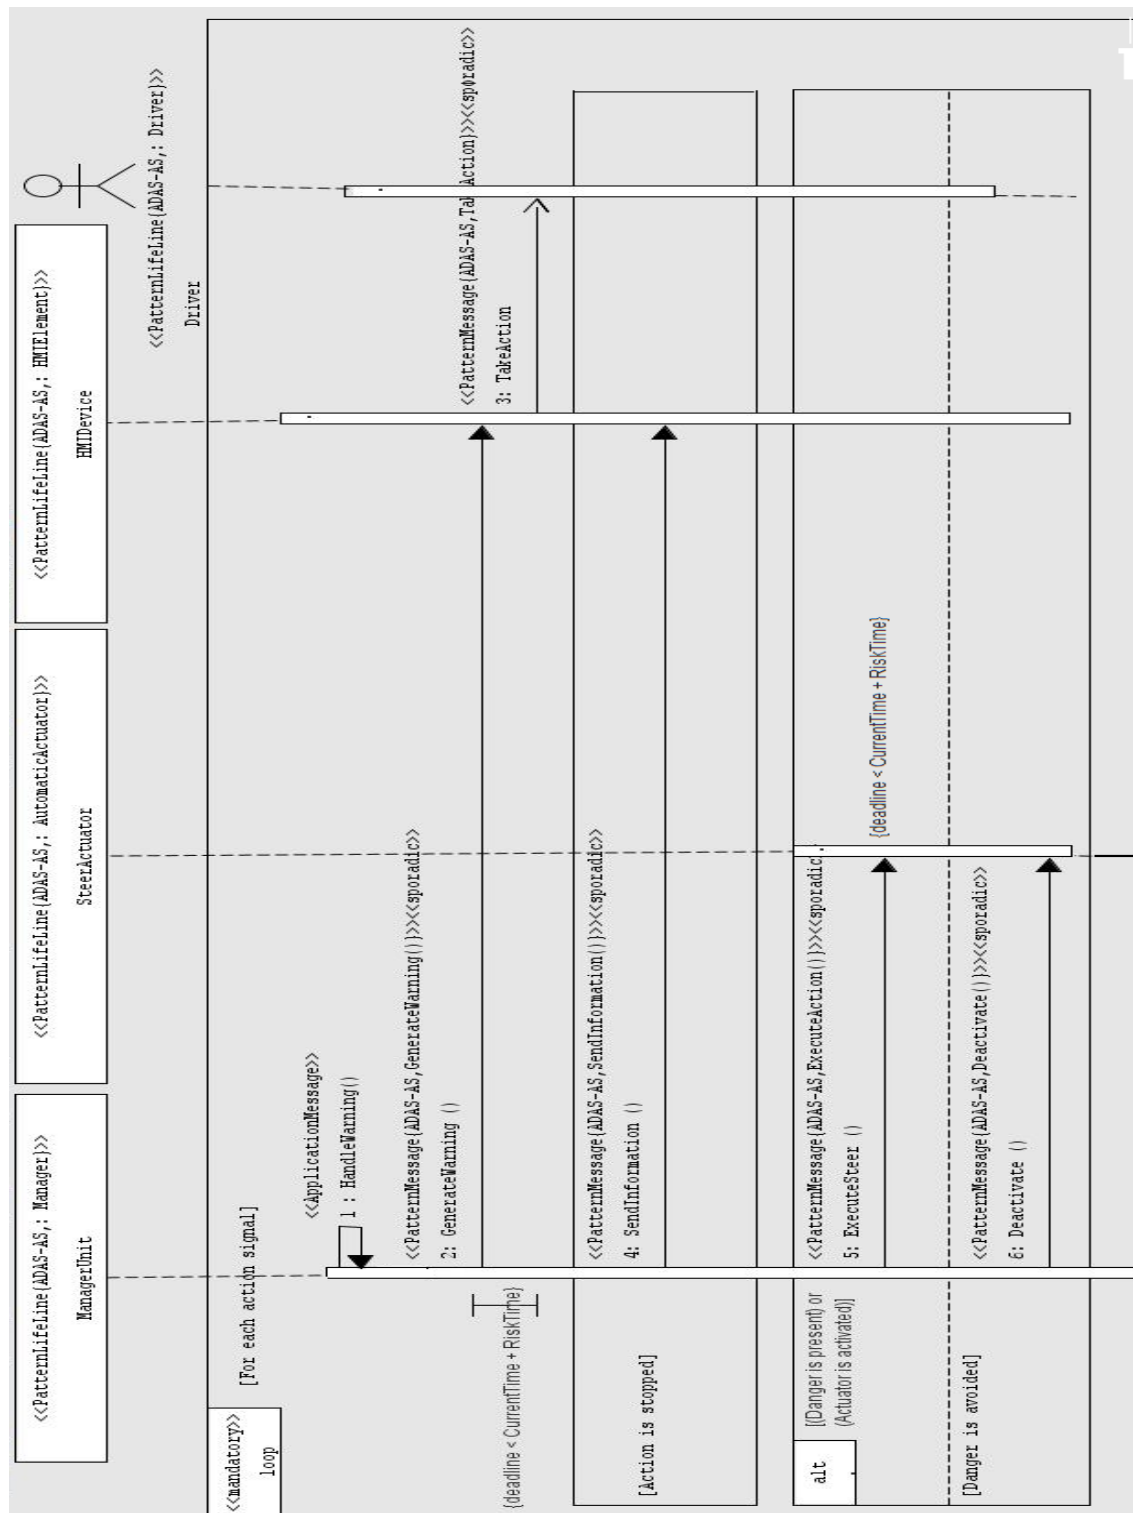 <<PatternLifeLine{ADAS-AS,: Manager}>>
ManagerUnit
<<PatternLifeLine{ADAS-AS,: AutomaticActuator}>>
SteerActuator
<<PatternLifeLine{ADAS-AS,: HMIElement}>>
HMIDevice
<<PatternLifeLine{ADAS-AS,: Driver}>>
Driver
<<mandatory>>
loop
[For each action signal]
<<ApplicationMessage>>
1 : HandleWarning()
<<PatternMessage{ADAS-AS,GenerateWarning()}>><<sporadic>>
2: GenerateWarning ()
<<PatternMessage{ADAS-AS,TakeAction}>><<sporadic>>
3: TakeAction
{deadline < CurrentTime + RiskTime}
<<PatternMessage{ADAS-AS,SendInformation()}>><<sporadic>>
4: SendInformation ()
[Action is stopped]
alt
[(Danger is present) or
(Actuator is activated)]
<<PatternMessage{ADAS-AS,ExecuteAction()}>><<sporadic>>
5: ExecuteSteer ()
{deadline < CurrentTime + RiskTime}
[Danger is avoided]
<<PatternMessage{ADAS-AS,Deactivate()}>><<sporadic>>
6: Deactivate ()